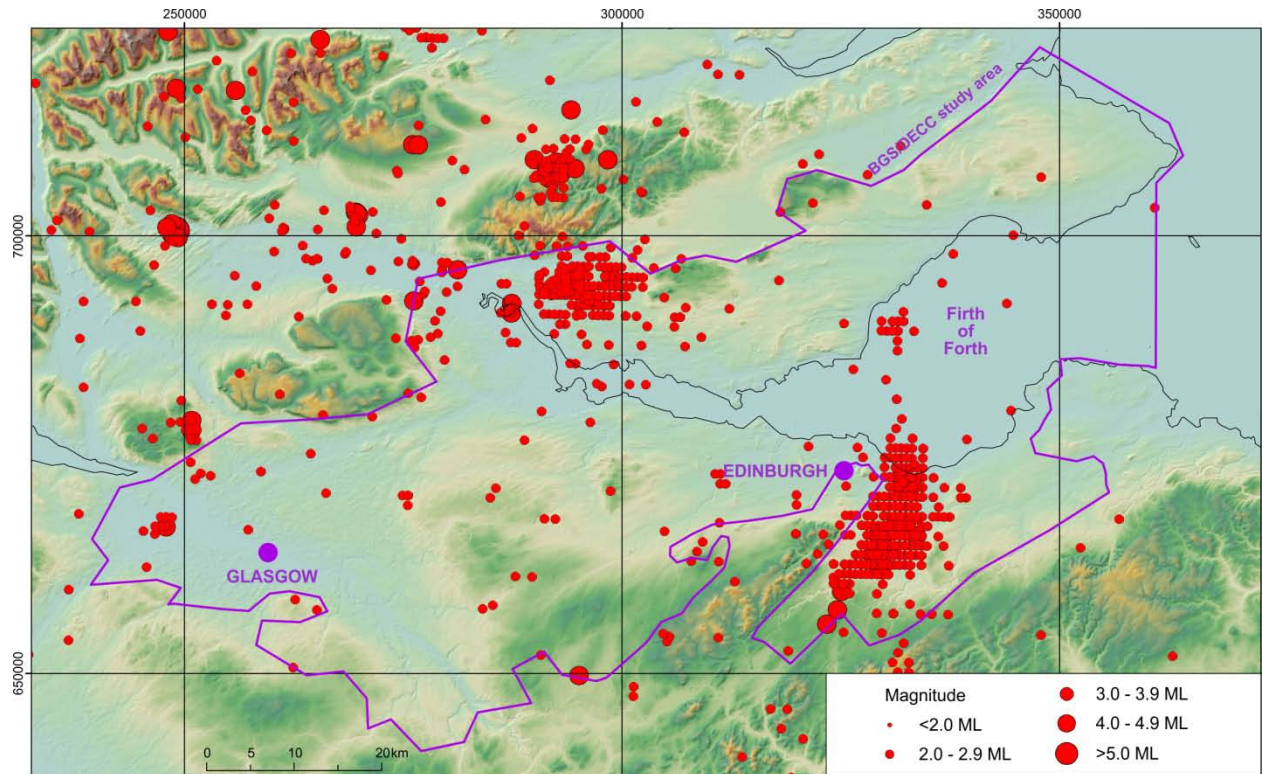 250000
300000
350000
BGS/DECC study area
700000
Firth
of
Forth
EDINBURGH
GLASGOW
650000
0 5 10 20km
Magnitude
<2.0 ML
2.0 - 2.9 ML
3.0 - 3.9 ML
4.0 - 4.9 ML
>5.0 ML